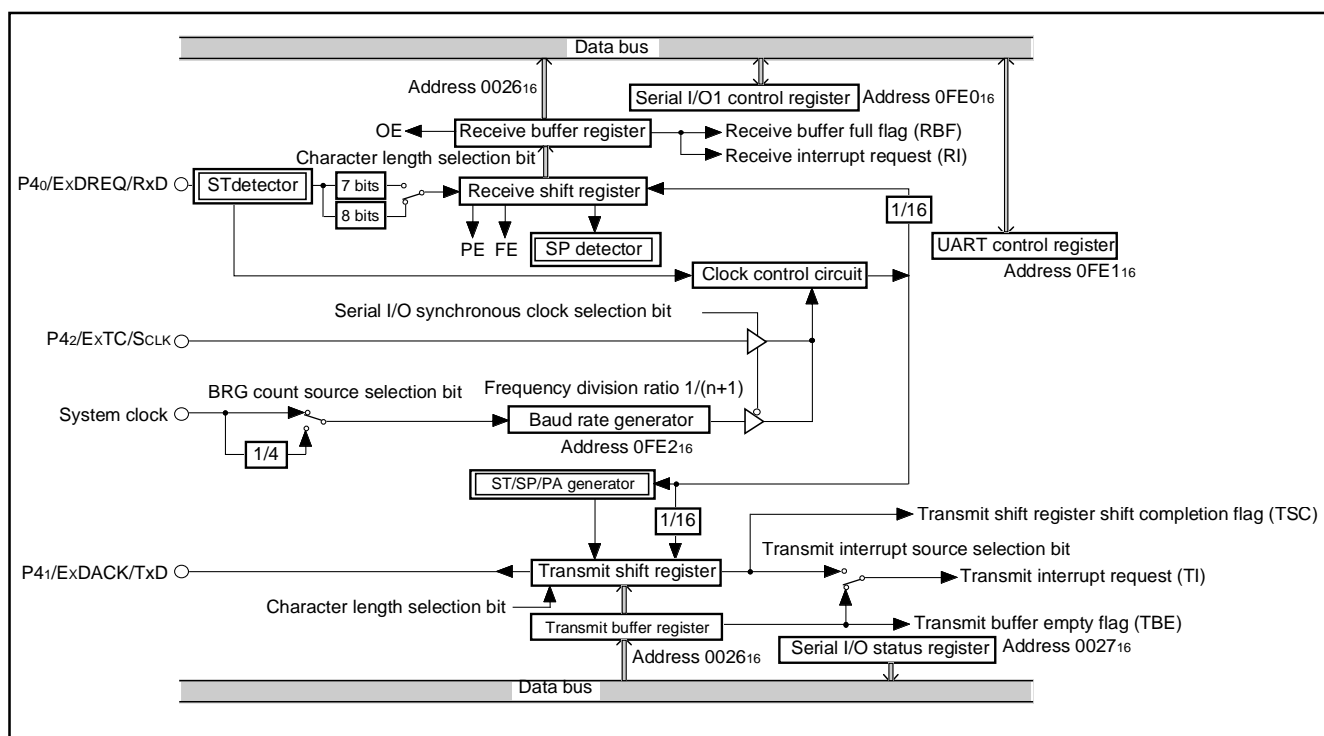 Data bus
Address 002616
Serial I/O1 control register
Address 0FE016
OE
Receive buffer register
Receive buffer full flag (RBF)
Receive interrupt request (RI)
Character length selection bit
P40/EXDREQ/RxD
STdetector
7 bits
8 bits
Receive shift register
1/16
PE
FE
SP detector
UART control register
Address 0FE116
Clock control circuit
Serial I/O synchronous clock selection bit
P42/EXTC/SCLK
BRG count source selection bit
Frequency division ratio 1/(n+1)
System clock
Baud rate generator
1/4
Address 0FE216
ST/SP/PA generator
1/16
Transmit shift register shift completion flag (TSC)
Transmit interrupt source selection bit
P41/EXDACK/TxD
Transmit shift register
Transmit interrupt request (TI)
Character length selection bit
Transmit buffer register
Transmit buffer empty flag (TBE)
Address 002616
Serial I/O status register
Address 002716
Data bus